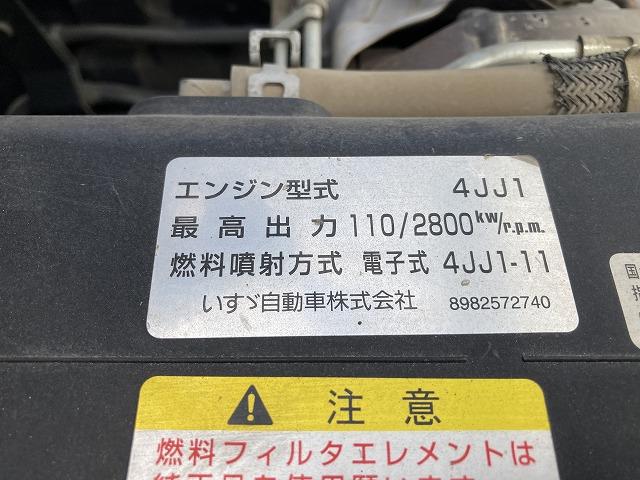 エンジン型式 4JJ1
最高出力 110/2800kw/r.p.m.
燃料噴射方式 電子式 4JJ1-11
いすゞ自動車株式会社 8982572740
国
指
注意
燃料フィルタエレメントは